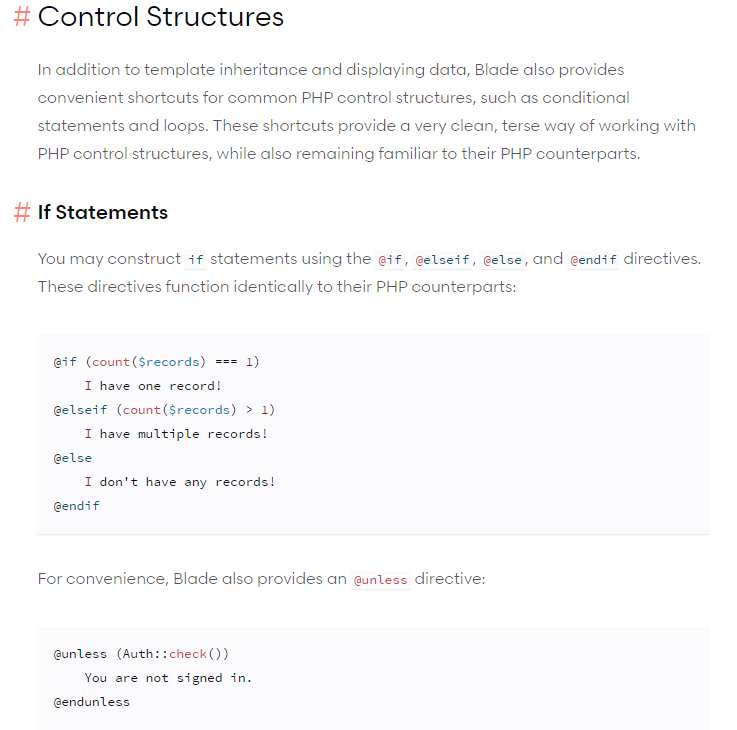 # Control Structures
In addition to template inheritance and displaying data, Blade also provides
convenient shortcuts for common PHP control structures, such as conditional
statements and loops. These shortcuts provide a very clean, terse way of working with
PHP control structures, while also remaining familiar to their PHP counterparts.
# If Statements
You may construct if statements using the @if, @elseif, @else, and @endif directives.
These directives function identically to their PHP counterparts:
@if (count($records) === 1)
    I have one record!
@elseif (count($records) > 1)
    I have multiple records!
@else
    I don't have any records!
@endif
For convenience, Blade also provides an @unless directive:
@unless (Auth::check())
    You are not signed in.
@endunless